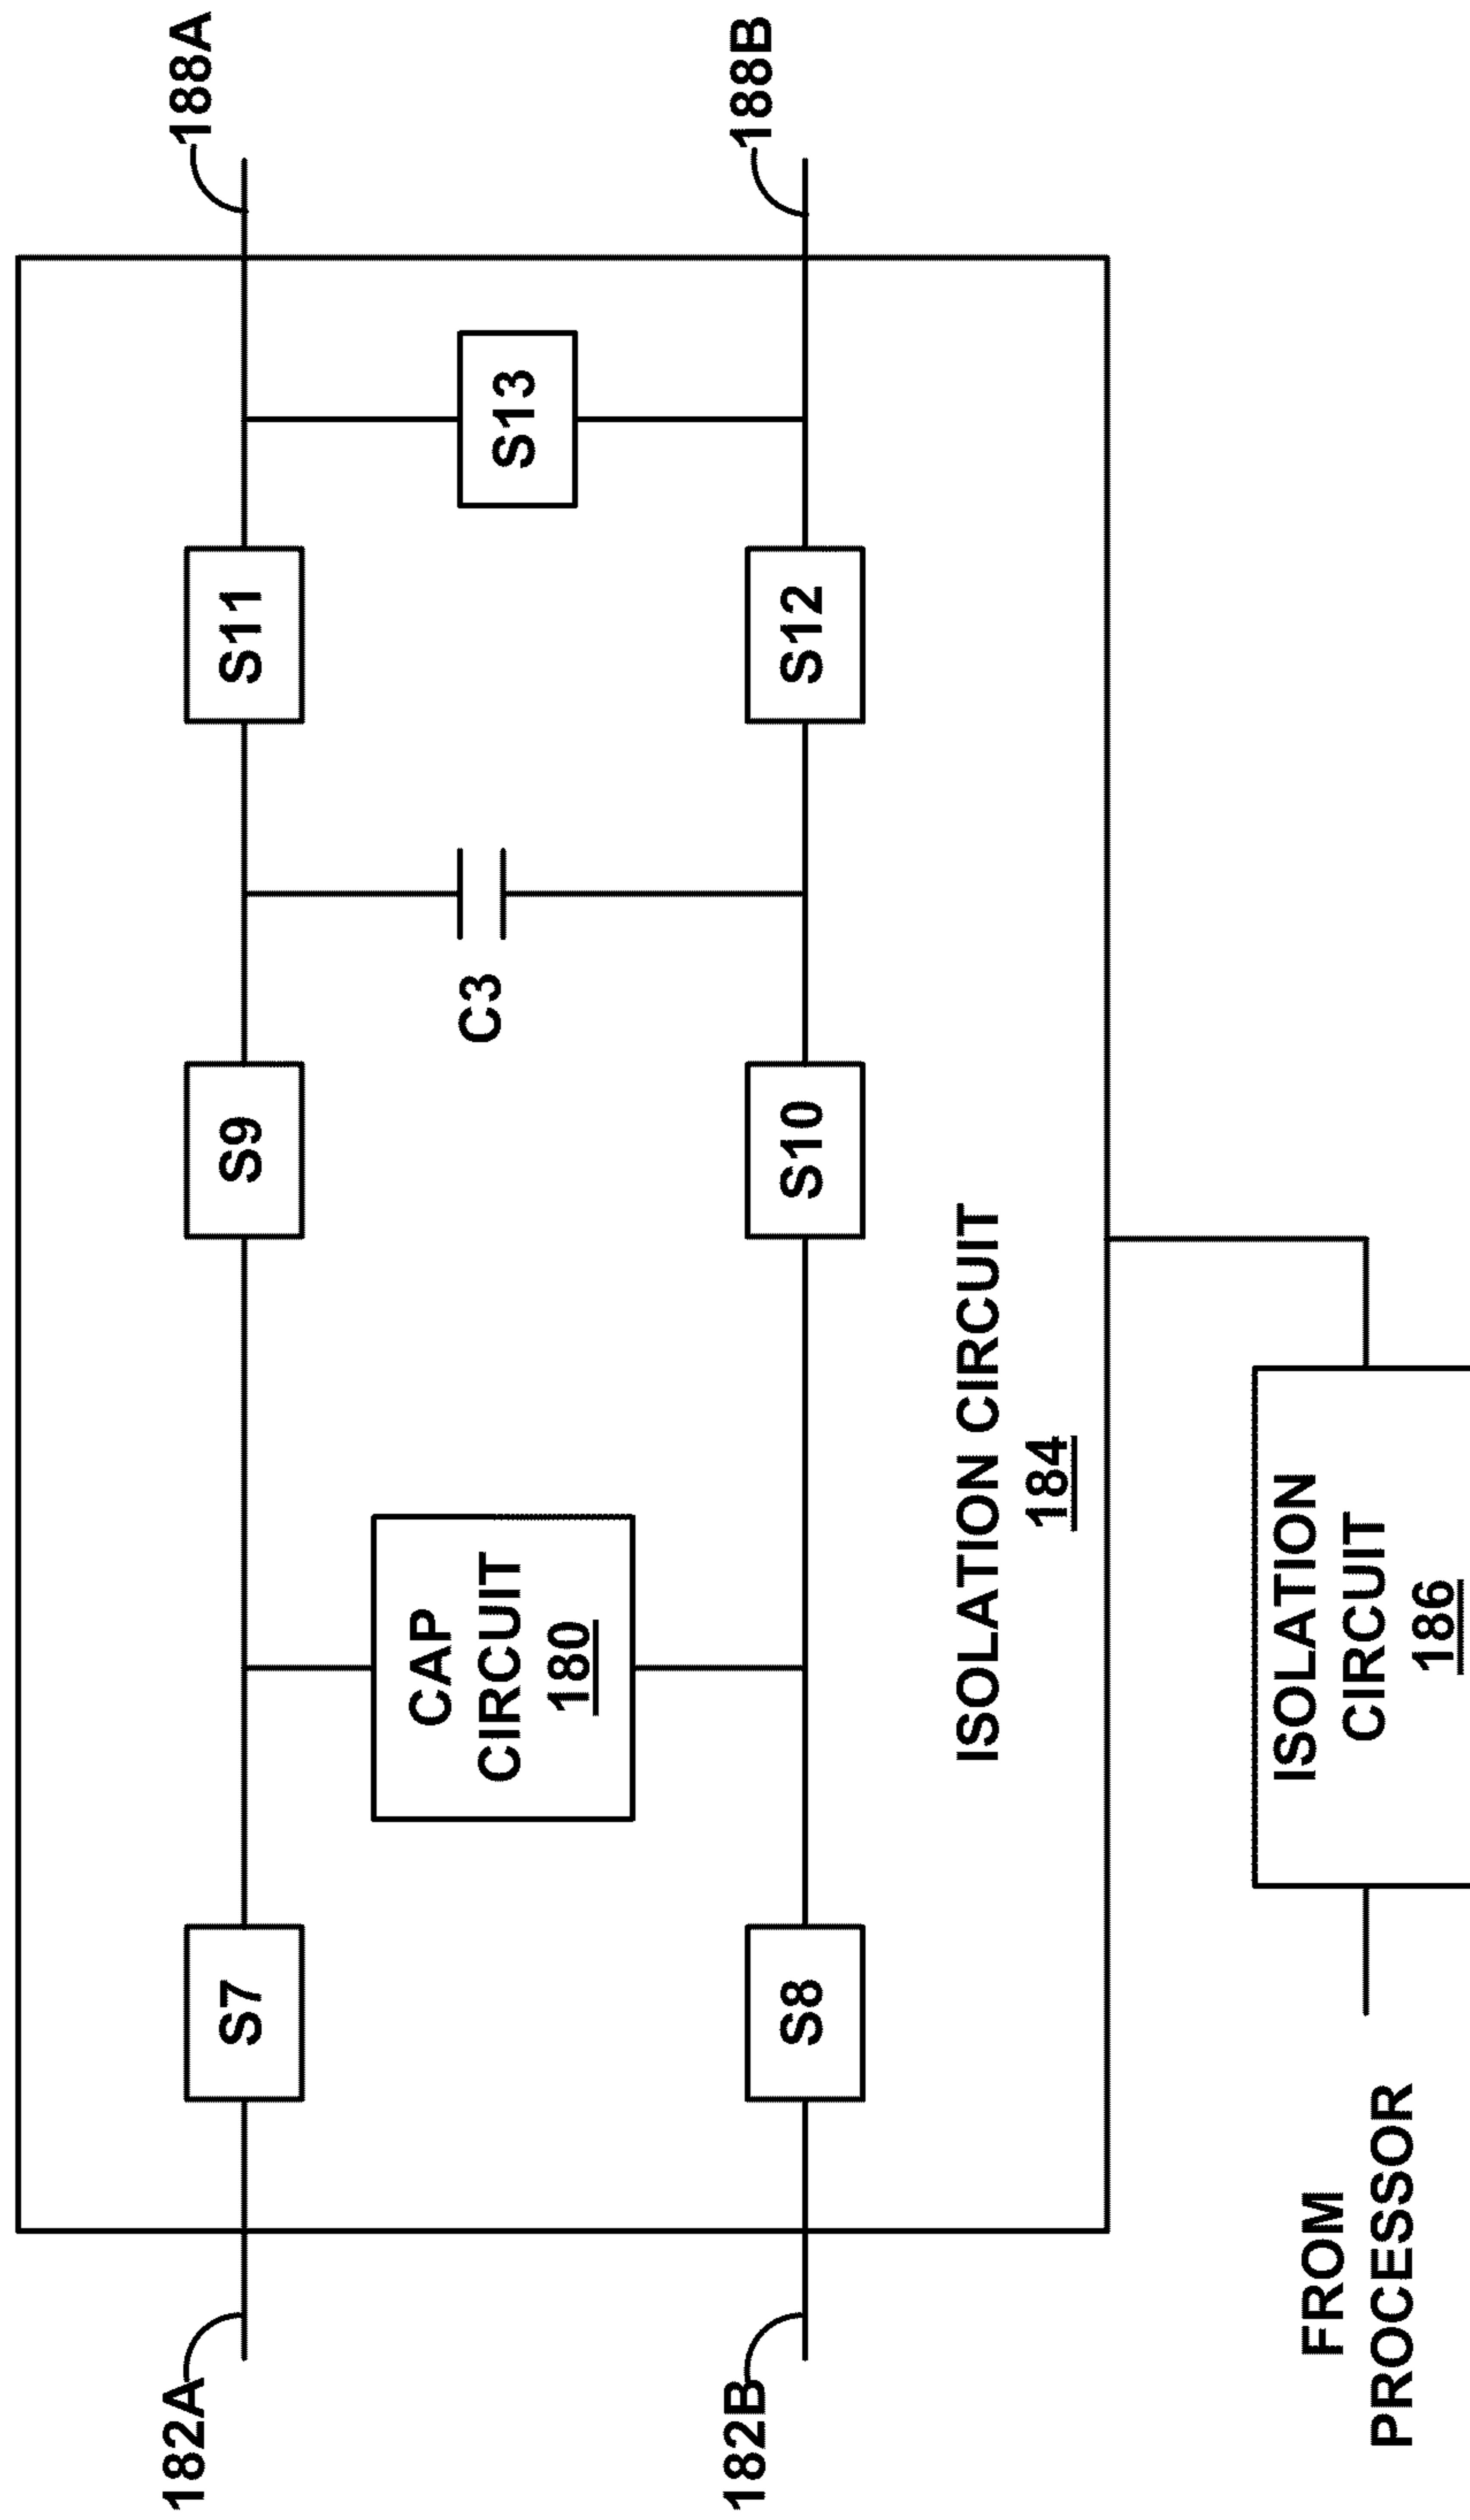 182A
S7
S9
S11
188A
CAP
CIRCUIT
180
C3
S13
182B
S8
S10
S12
188B
ISOLATION CIRCUIT
184
FROM
PROCESSOR
ISOLATION
CIRCUIT
186